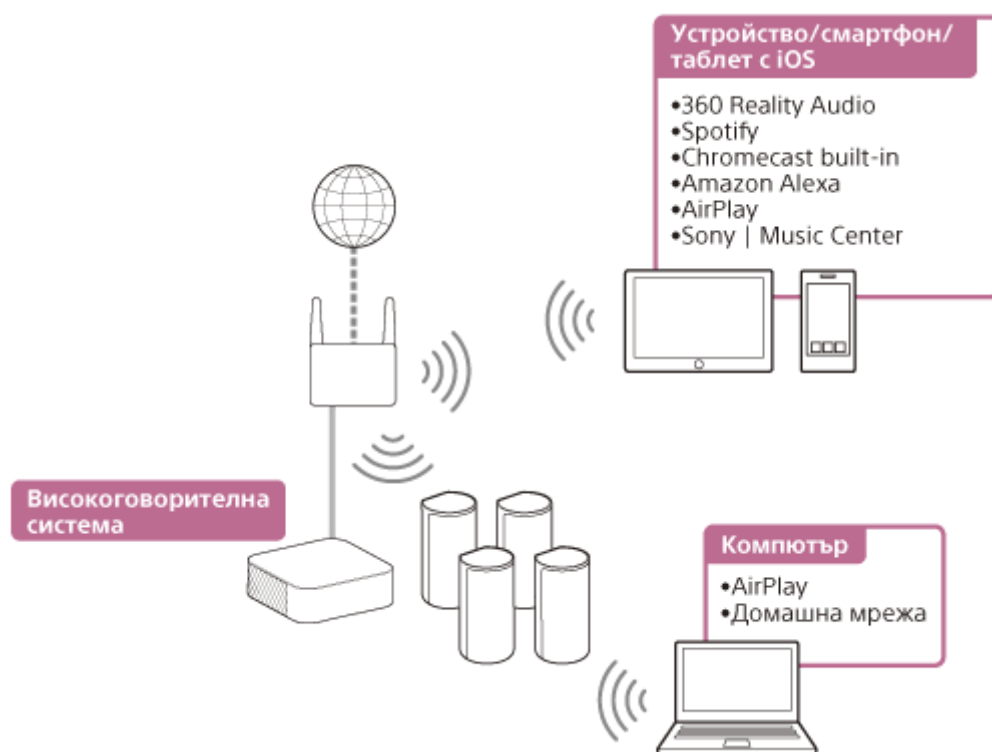 Устройство/смартфон/
таблет с iOS
•360 Reality Audio
•Spotify
•Chromecast built-in
•Amazon Alexa
•AirPlay
•Sony | Music Center
Високоговорителна
система
Компютър
•AirPlay
•Домашна мрежа